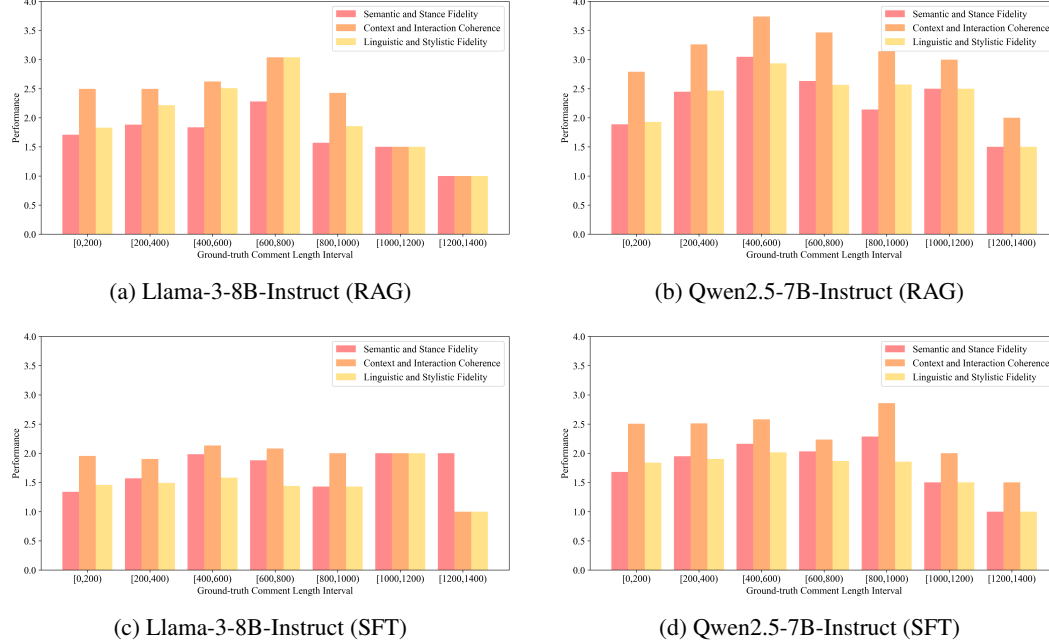 4.0
3.5
3.0
2.5
2.0
1.5
1.0
0.5
0.0
Performance
Semantic and Stance Fidelity
Context and Interaction Coherence
Linguistic and Stylistic Fidelity
[0,200) [200,400) [400,600) [600,800) [800,1000) [1000,1200) [1200,1400)
Ground-truth Comment Length Interval
(a) Llama-3-8B-Instruct (RAG)
4.0
3.5
3.0
2.5
2.0
1.5
1.0
0.5
0.0
Performance
Semantic and Stance Fidelity
Context and Interaction Coherence
Linguistic and Stylistic Fidelity
[0,200) [200,400) [400,600) [600,800) [800,1000) [1000,1200) [1200,1400)
Ground-truth Comment Length Interval
(b) Qwen2.5-7B-Instruct (RAG)
4.0
3.5
3.0
2.5
2.0
1.5
1.0
0.5
0.0
Performance
Semantic and Stance Fidelity
Context and Interaction Coherence
Linguistic and Stylistic Fidelity
[0,200) [200,400) [400,600) [600,800) [800,1000) [1000,1200) [1200,1400)
Ground-truth Comment Length Interval
(c) Llama-3-8B-Instruct (SFT)
4.0
3.5
3.0
2.5
2.0
1.5
1.0
0.5
0.0
Performance
Semantic and Stance Fidelity
Context and Interaction Coherence
Linguistic and Stylistic Fidelity
[0,200) [200,400) [400,600) [600,800) [800,1000) [1000,1200) [1200,1400)
Ground-truth Comment Length Interval
(d) Qwen2.5-7B-Instruct (SFT)